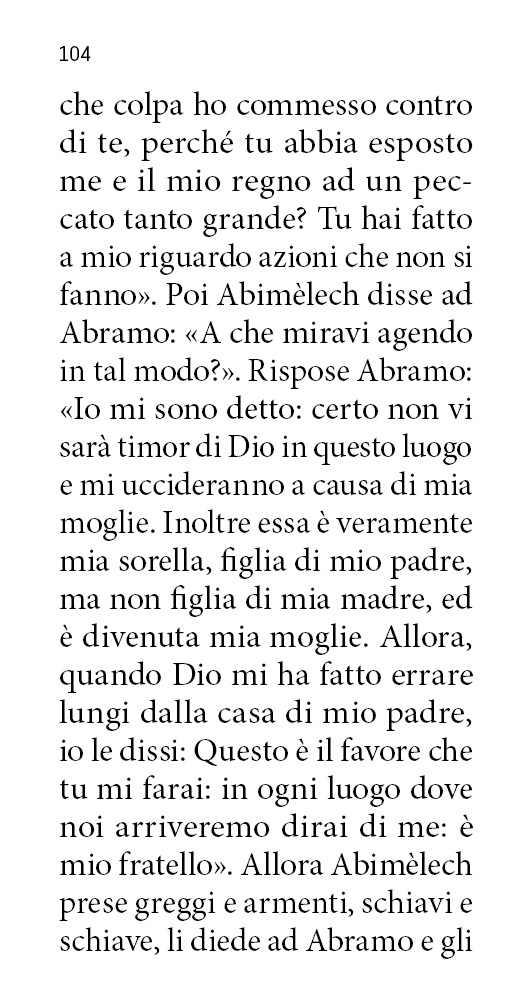 104
che colpa ho commesso contro
di te, perché tu abbia esposto
me e il mio regno ad un pec-
cato tanto grande? Tu hai fatto
a mio riguardo azioni che non si
fanno». Poi Abimèlech disse ad
Abramo: «A che miravi agendo
in tal modo?». Rispose Abramo:
«Io mi sono detto: certo non vi
sarà timor di Dio in questo luogo
e mi uccideranno a causa di mia
moglie. Inoltre essa è veramente
mia sorella, figlia di mio padre,
ma non figlia di mia madre, ed
è divenuta mia moglie. Allora,
quando Dio mi ha fatto errare
lungi dalla casa di mio padre,
io le dissi: Questo è il favore che
tu mi farai: in ogni luogo dove
noi arriveremo dirai di me: è
mio fratello». Allora Abimèlech
prese greggi e armenti, schiavi e
schiave, li diede ad Abramo e gli